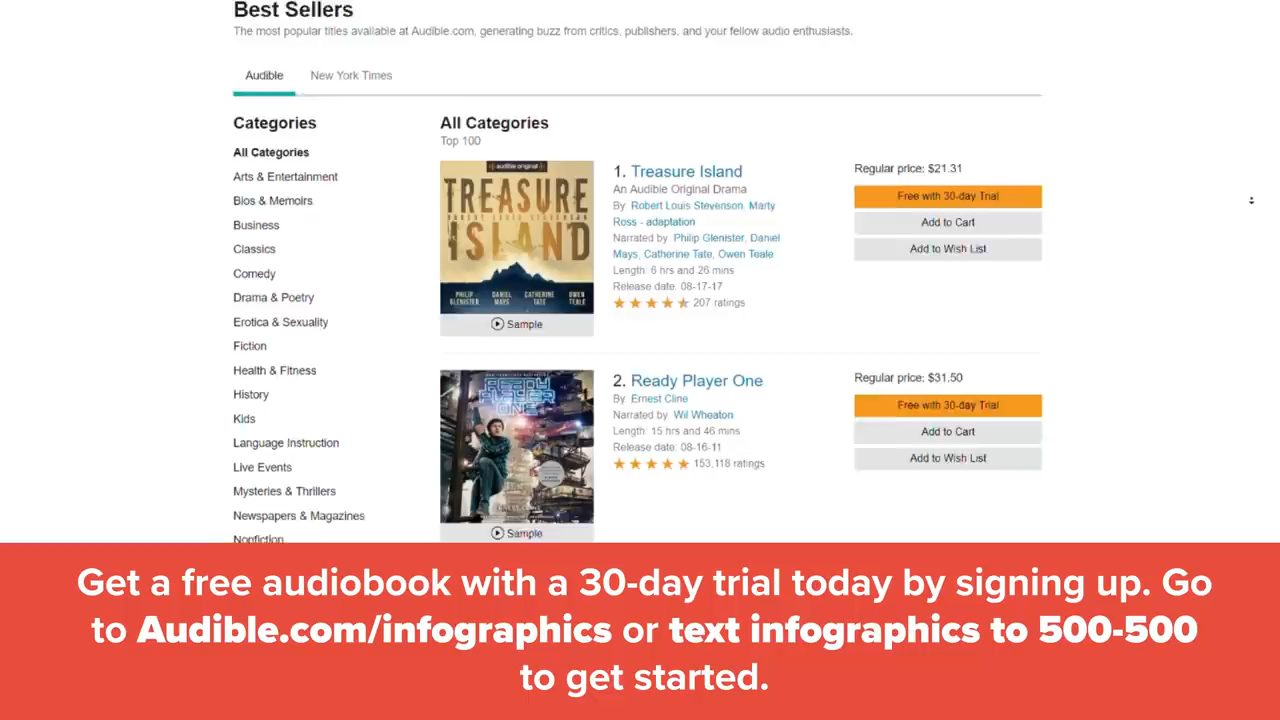 Best Sellers
The most popular titles available at Audible.com, generating buzz from critics, publishers, and your fellow audio enthusiasts.
Audible
New York Times
Categories
All Categories
Arts & Entertainment
Bios & Memoirs
Business
Classics
Comedy
Drama & Poetry
Erotica & Sexuality
Fiction
Health & Fitness
History
Kids
Language Instruction
Live Events
Mysteries & Thrillers
Newspapers & Magazines
Nonfiction
All Categories
Top 100
audible original
TREASURE
ROBERT LOUIS STEVENSON
ISLAND
PHILIP GLENISTER
DANIEL MAYS
CATHERINE TATE
OWEN TEALE
Sample
1. Treasure Island
An Audible Original Drama
By: Robert Louis Stevenson, Marty
Ross - adaptation
Narrated by: Philip Glenister, Daniel
Mays, Catherine Tate, Owen Teale
Length: 6 hrs and 26 mins
Release date: 08-17-17
207 ratings
Regular price: $21.31
Free with 30-day Trial
Add to Cart
Add to Wish List
READY
PLAYER
ONE
Sample
2. Ready Player One
By: Ernest Cline
Narrated by: Wil Wheaton
Length: 15 hrs and 46 mins
Release date: 08-16-11
153,118 ratings
Regular price: $31.50
Free with 30-day Trial
Add to Cart
Add to Wish List
Get a free audiobook with a 30-day trial today by signing up. Go
to Audible.com/infographics or text infographics to 500-500
to get started.